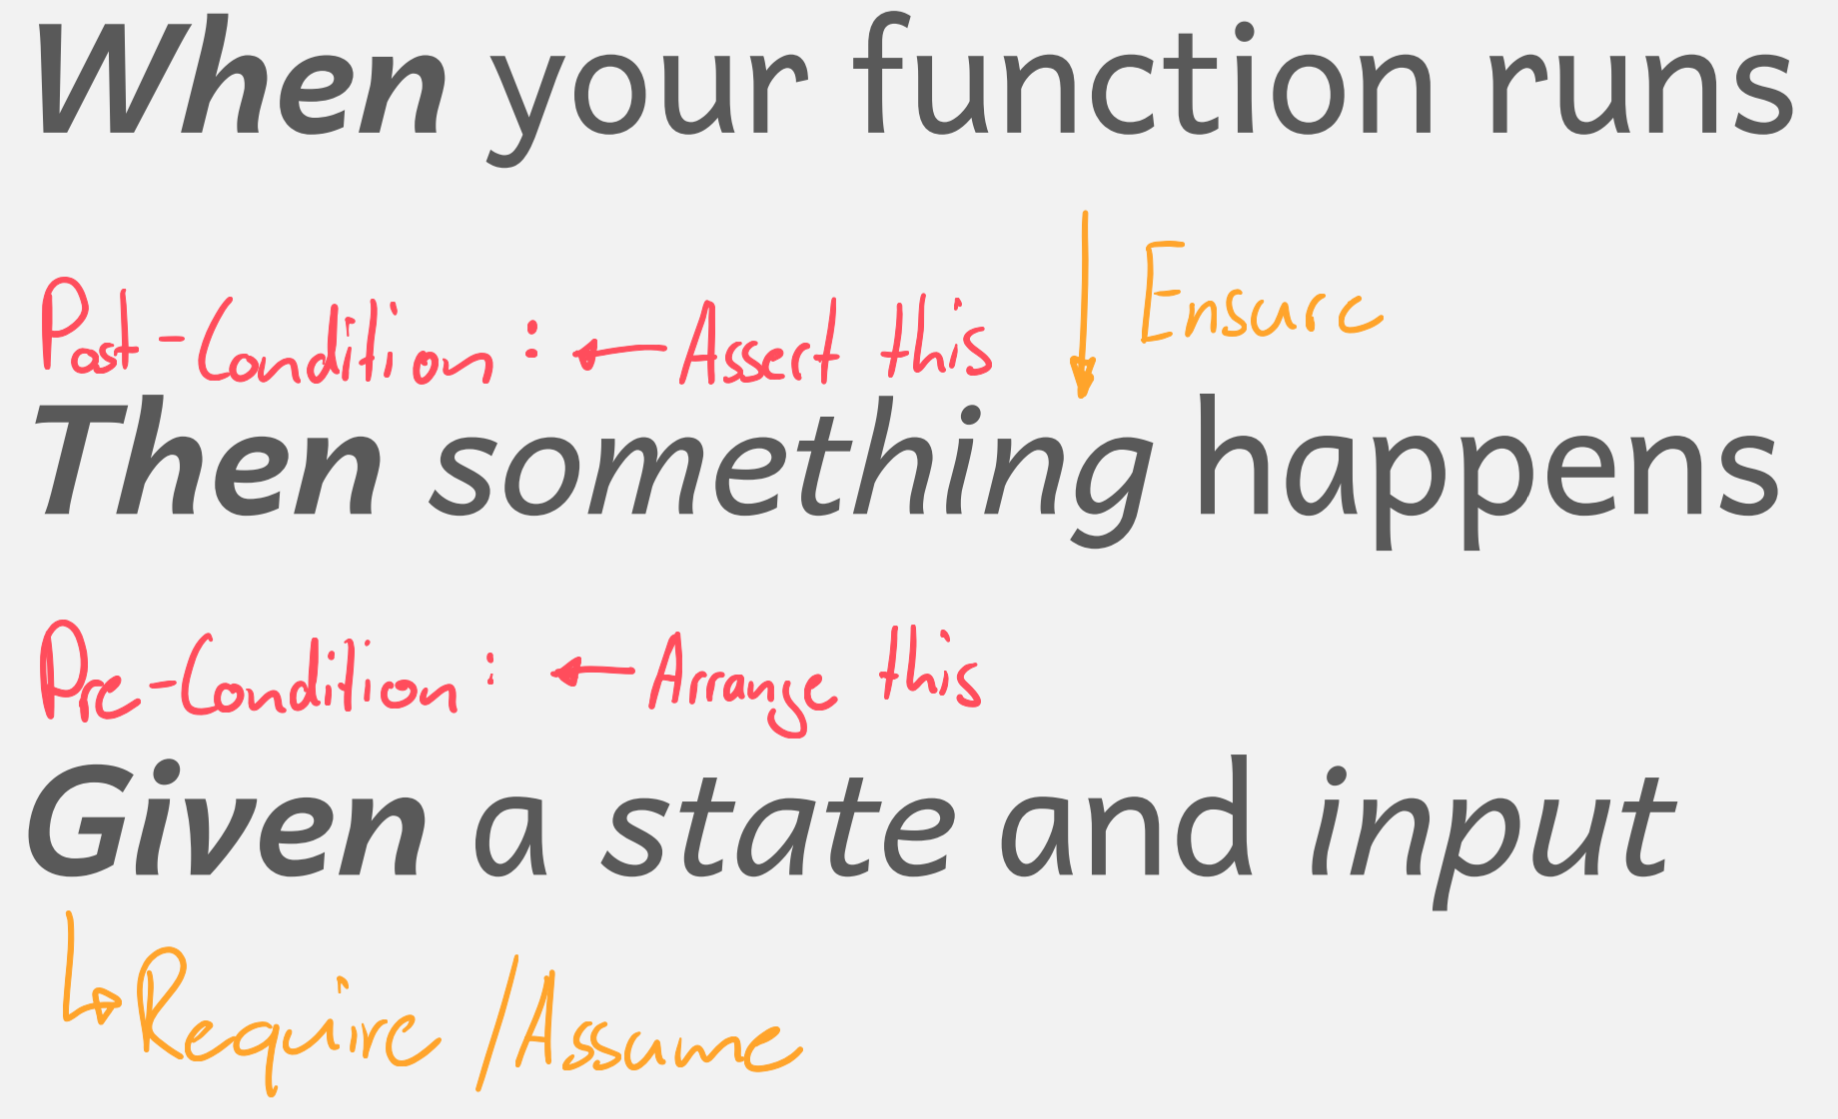 When your function runs
Ensure
Post-Condition: ← Assert this
Then something happens
Pre-Condition: ← Arrange this
Given a state and input
Require / Assume